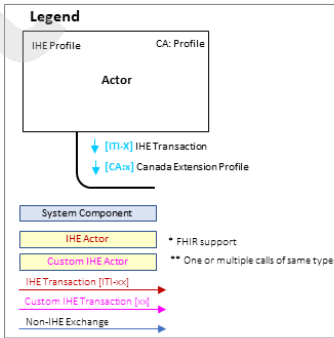 Legend
IHE Profile CA: Profile
Actor
[ITI-X] IHE Transaction
[CA:x] Canada Extension Profile
System Component
IHE Actor * FHIR support
Custom IHE Actor ** One or multiple calls of same type
IHE Transaction [ITI-xx]
Custom IHE Transaction [xx]
Non-IHE Exchange